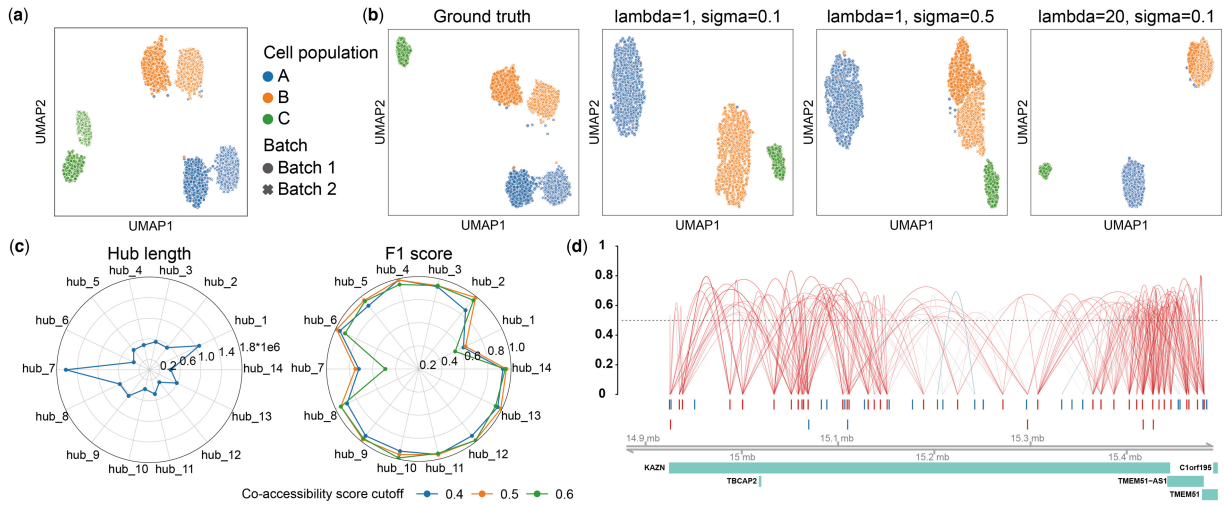 (a)
UMAP2
UMAP1
Cell population
A
B
C
Batch
Batch 1
Batch 2
(b)
Ground truth
lambda=1, sigma=0.1
lambda=1, sigma=0.5
lambda=20, sigma=0.1
UMAP2
UMAP2
UMAP2
UMAP2
UMAP1
UMAP1
UMAP1
UMAP1
(c)
Hub length
hub_4
hub_3
hub_5
hub_2
hub_6
hub_1
1.8*1e6
1.4
1.0
0.6
0.2
hub_7
hub_14
hub_8
hub_13
hub_9
hub_12
hub_10
hub_11
F1 score
hub_4
hub_3
hub_5
hub_2
hub_6
hub_1
1.0
0.8
0.6
0.4
0.2
hub_7
hub_14
hub_8
hub_13
hub_9
hub_12
hub_10
hub_11
Co-accessibility score cutoff
0.4
0.5
0.6
(d)
1
0.8
0.6
0.4
0.2
0
14.9 mb
15.1 mb
15.3 mb
15 mb
15.2 mb
15.4 mb
KAZN
C1orf195
TBCAP2
TMEM51−AS1
TMEM51